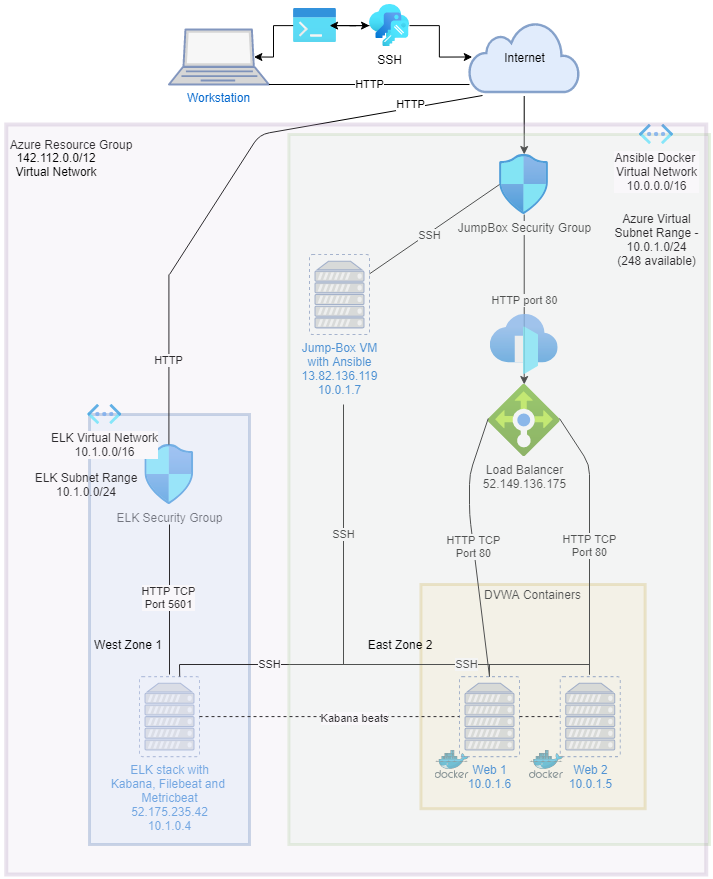 SSH
Internet
Workstation
HTTP
HTTP
Azure Resource Group
142.112.0.0/12
Virtual Network
Ansible Docker
Virtual Network
10.0.0.0/16
Azure Virtual
Subnet Range -
10.0.1.0/24
(248 available)
JumpBox Security Group
SSH
HTTP port 80
Jump-Box VM
with Ansible
13.82.136.119
10.0.1.7
HTTP
ELK Virtual Network
10.1.0.0/16
ELK Subnet Range
10.1.0.0/24
ELK Security Group
Load Balancer
52.149.136.175
SSH
HTTP TCP
Port 80
HTTP TCP
Port 80
HTTP TCP
Port 5601
DVWA Containers
West Zone 1
East Zone 2
SSH
SSH
Kabana beats
ELK stack with
Kabana, Filebeat and
Metricbeat
52.175.235.42
10.1.0.4
docker
Web 1
10.0.1.6
docker
Web 2
10.0.1.5